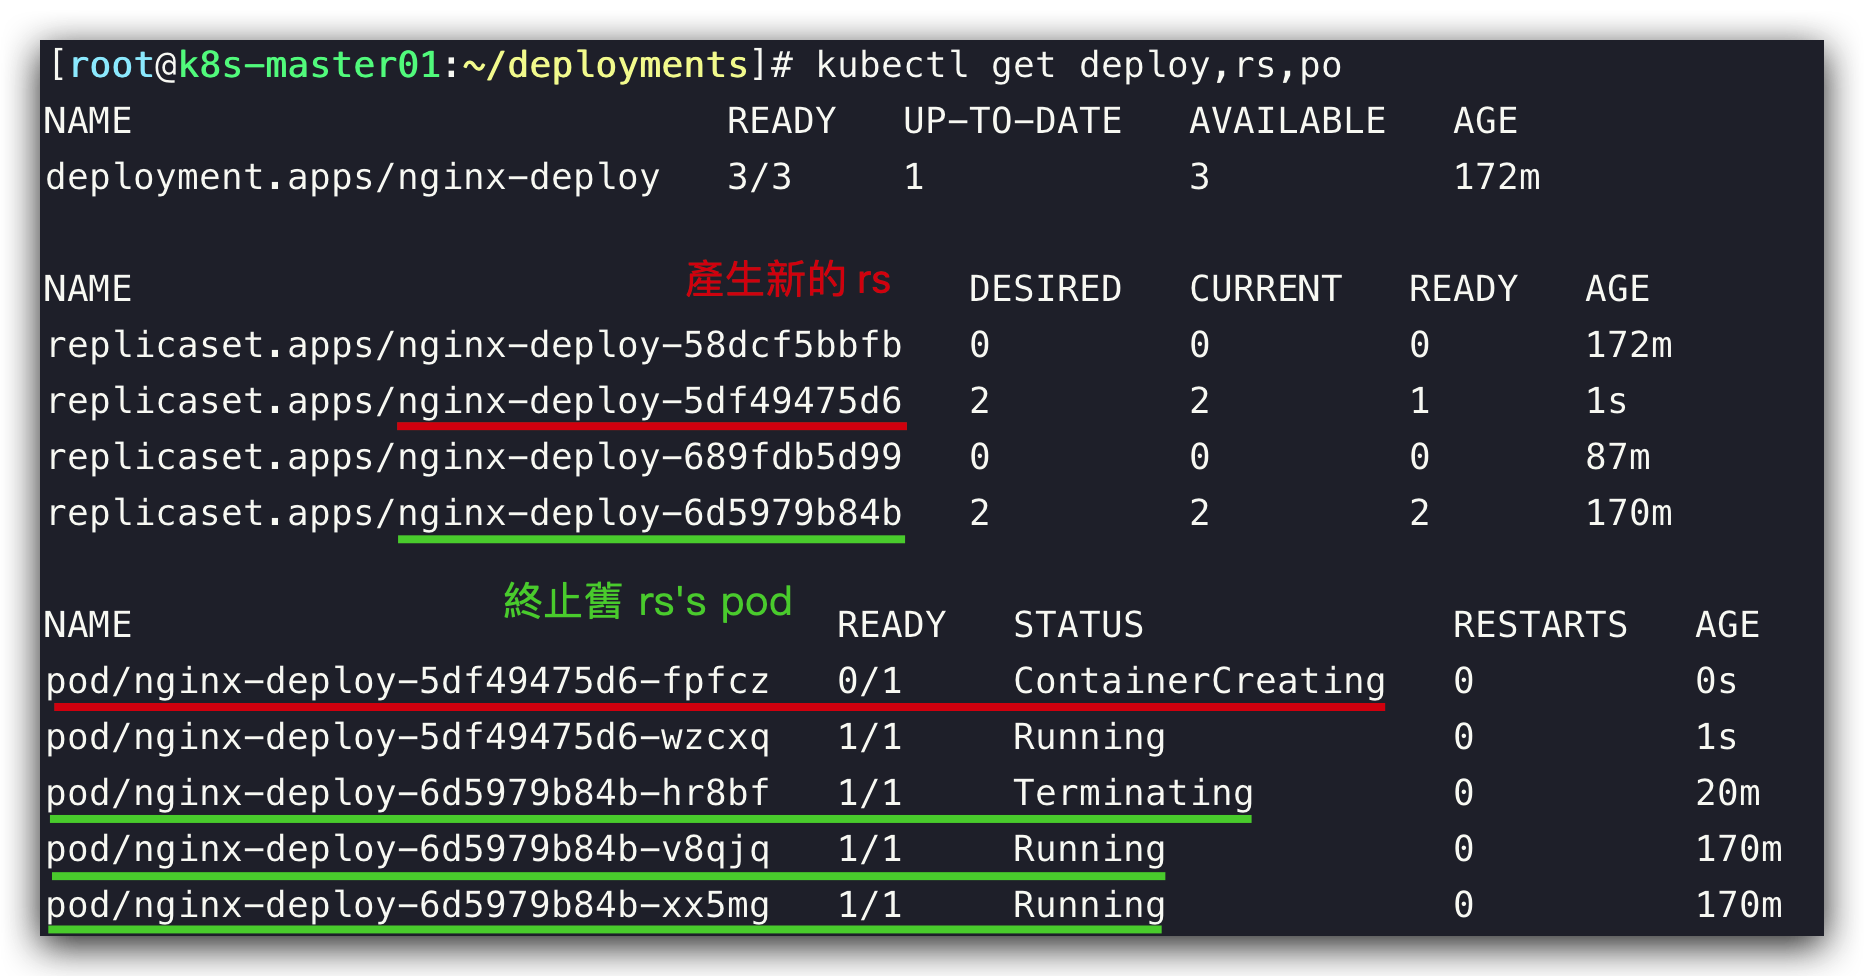 [root@k8s-master01:~/deployments]# kubectl get deploy,rs,po
NAME READY UP-TO-DATE AVAILABLE AGE
deployment.apps/nginx-deploy 3/3 1 3 172m
產生新的 rs
NAME DESIRED CURRENT READY AGE
replicaset.apps/nginx-deploy-58dcf5bbfb 0 0 0 172m
replicaset.apps/nginx-deploy-5df49475d6 2 2 1 1s
replicaset.apps/nginx-deploy-689fdb5d99 0 0 0 87m
replicaset.apps/nginx-deploy-6d5979b84b 2 2 2 170m
終止舊 rs's pod
NAME READY STATUS RESTARTS AGE
pod/nginx-deploy-5df49475d6-fpfcz 0/1 ContainerCreating 0 0s
pod/nginx-deploy-5df49475d6-wzcxq 1/1 Running 0 1s
pod/nginx-deploy-6d5979b84b-hr8bf 1/1 Terminating 0 20m
pod/nginx-deploy-6d5979b84b-v8qjq 1/1 Running 0 170m
pod/nginx-deploy-6d5979b84b-xx5mg 1/1 Running 0 170m